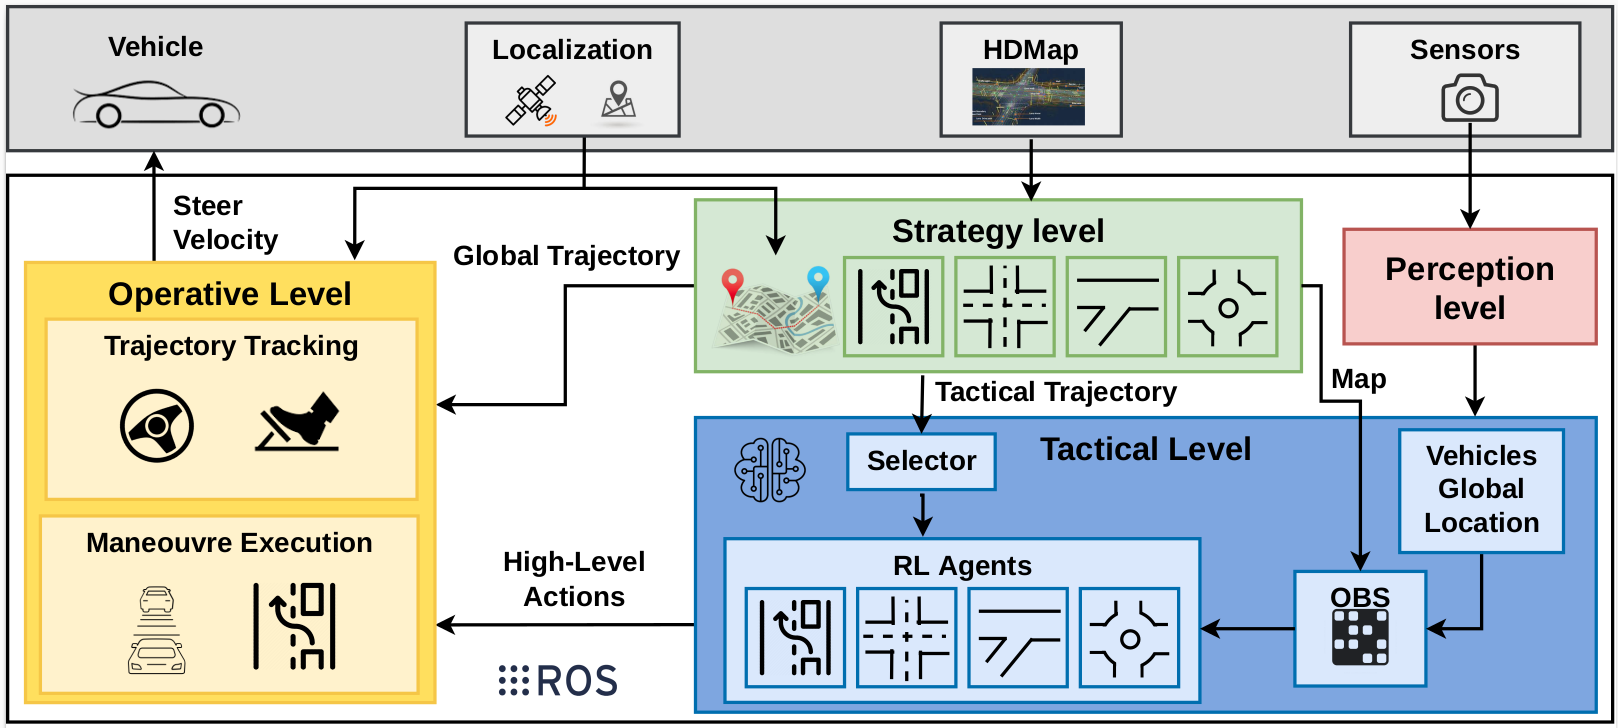 Vehicle
Localization
HDMap
Sensors
Steer
Velocity
Global Trajectory
Strategy level
Perception
level
Operative Level
Trajectory Tracking
Tactical Trajectory
Map
Selector
Tactical Level
Vehicles
Global
Location
Maneouvre Execution
High-Level
Actions
RL Agents
OBS
ROS